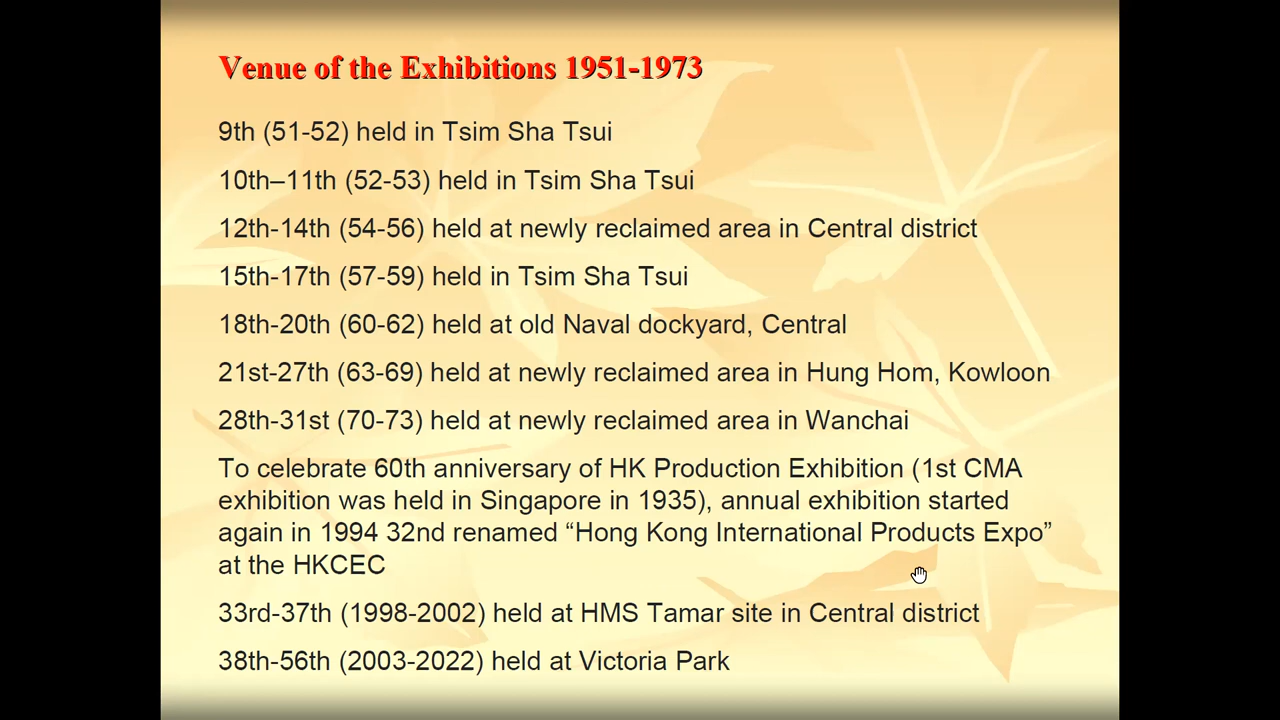 Venue of the Exhibitions 1951-1973
9th (51-52) held in Tsim Sha Tsui
10th–11th (52-53) held in Tsim Sha Tsui
12th-14th (54-56) held at newly reclaimed area in Central district
15th-17th (57-59) held in Tsim Sha Tsui
18th-20th (60-62) held at old Naval dockyard, Central
21st-27th (63-69) held at newly reclaimed area in Hung Hom, Kowloon
28th-31st (70-73) held at newly reclaimed area in Wanchai
To celebrate 60th anniversary of HK Production Exhibition (1st CMA
exhibition was held in Singapore in 1935), annual exhibition started
again in 1994 32nd renamed “Hong Kong International Products Expo”
at the HKCEC
33rd-37th (1998-2002) held at HMS Tamar site in Central district
38th-56th (2003-2022) held at Victoria Park